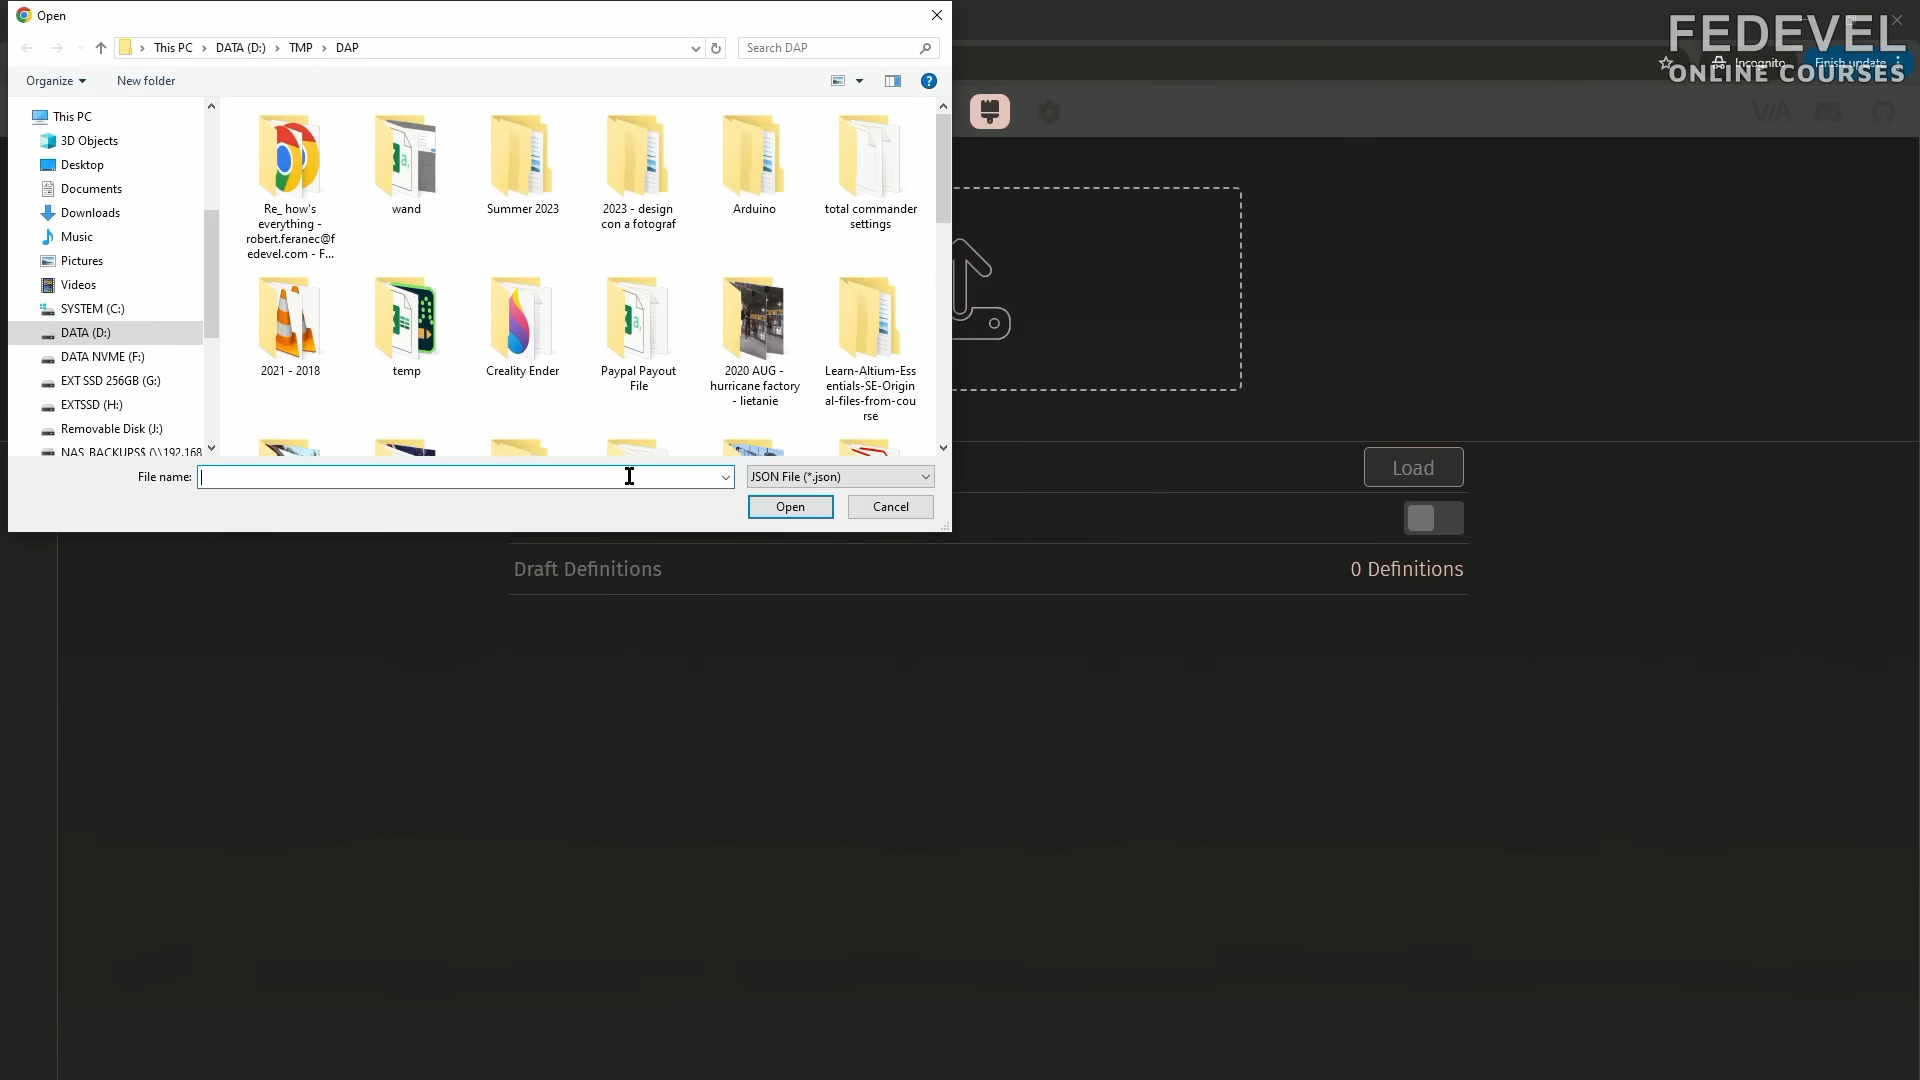 Open
This PC
DATA (D:)
TMP
DAP
Search DAP
Organize
New folder
This PC
3D Objects
Desktop
Documents
Downloads
Music
Pictures
Videos
SYSTEM (C:)
DATA (D:)
DATA NVME (F:)
EXT SSD 256GB (G:)
EXTSSD (H:)
Removable Disk (J:)
NAS_BACKUPS$ (\\192.168
Re_ how's
everything -
robert.feranec@f
edevel.com - F...
wand
Summer 2023
2023 - design
con a fotograf
Arduino
total commander
settings
2021 - 2018
temp
Creality Ender
Paypal Payout
File
2020 AUG -
hurricane factory
- lietanie
Learn-Altium-Ess
entials-SE-Origin
al-files-from-cou
rse
File name:
JSON File (*.json)
Open
Cancel
FEDEVEL
ONLINE COURSES
Incognito
Finish update
VIA
Load
Draft Definitions
0 Definitions